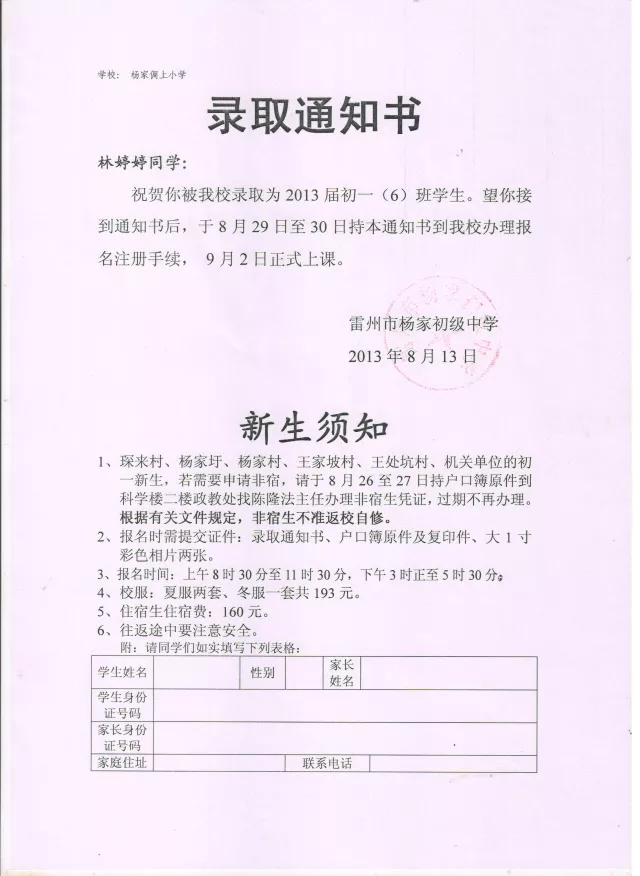 学校： 杨家偶上小学
录取通知书
林婷婷同学：
祝贺你被我校录取为 2013 届初一（6）班学生。望你接
到通知书后，于 8 月 29 日至 30 日持本通知书到我校办理报
名注册手续， 9 月 2 日正式上课。
雷州市杨家初级中学
2013 年 8 月 13 日
新生须知
1、琛来村、杨家圩、杨家村、王家坡村、王处坑村、机关单位的初
一新生，若需要申请非宿，请于 8 月 26 至 27 日持户口簿原件到
科学楼二楼政教处找陈隆法主任办理非宿生凭证，过期不再办理。
根据有关文件规定，非宿生不准返校自修。
2、报名时需提交证件：录取通知书、户口簿原件及复印件、大 1 寸
彩色相片两张。
3、报名时间：上午 8 时 30 分至 11 时 30 分，下午 3 时正至 5 时 30 分。
4、校服：夏服两套、冬服一套共 193 元。
5、住宿生住宿费：160 元。
6、往返途中要注意安全。
附：请同学们如实填写下列表格：
学生姓名 性别 家长
姓名
学生身份
证号码
家长身份
证号码
家庭住址 联系电话